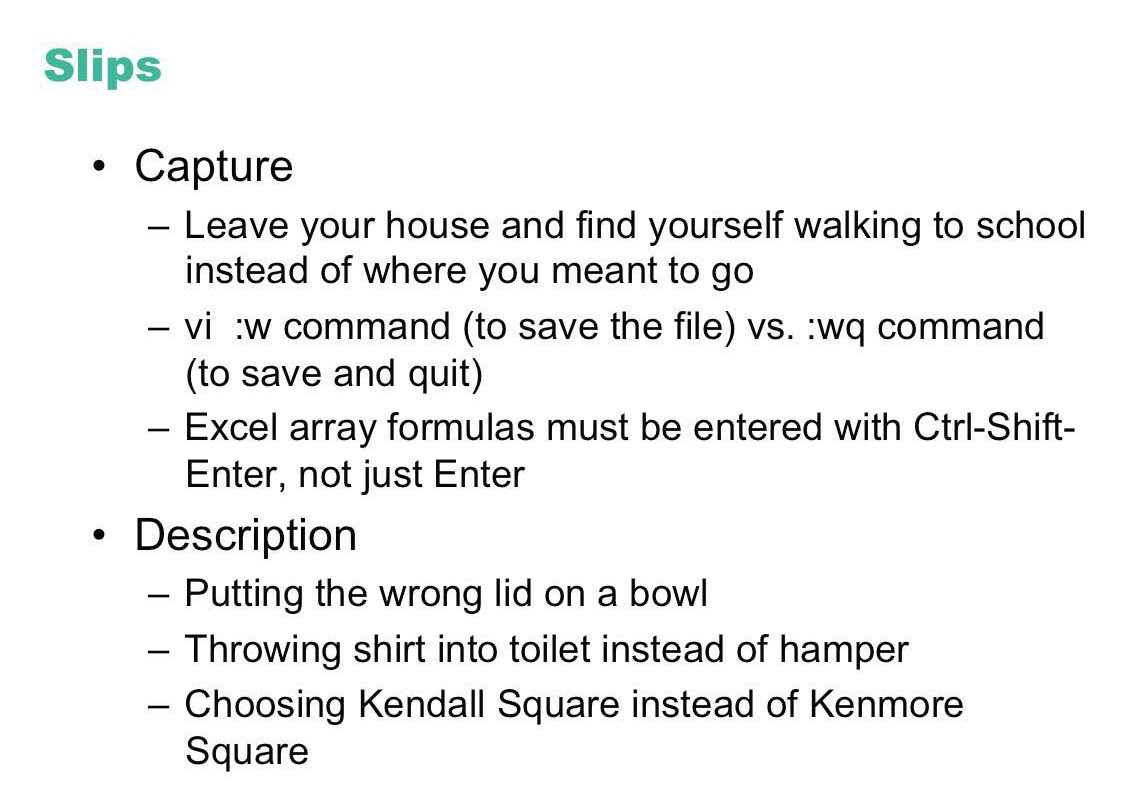 Slips
• Capture
– Leave your house and find yourself walking to school
instead of where you meant to go
– vi  :w command (to save the file) vs. :wq command
(to save and quit)
– Excel array formulas must be entered with Ctrl-Shift-
Enter, not just Enter
• Description
– Putting the wrong lid on a bowl
– Throwing shirt into toilet instead of hamper
– Choosing Kendall Square instead of Kenmore
Square